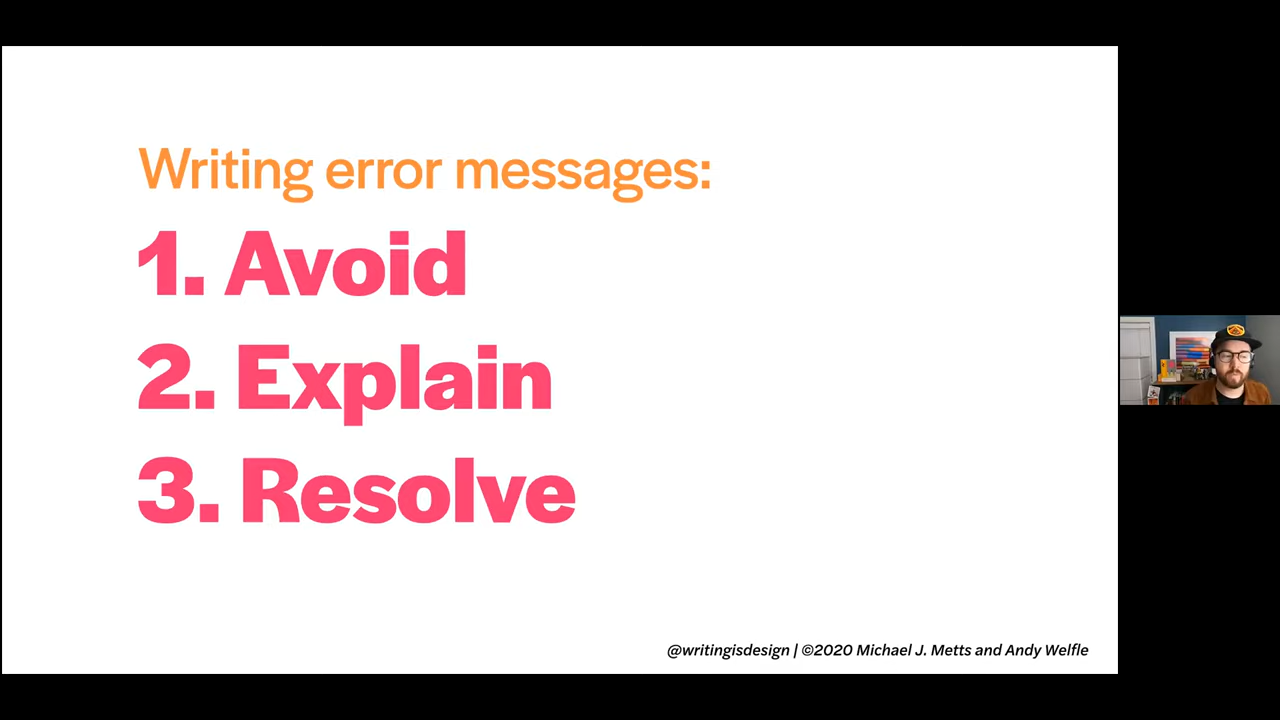 Writing error messages:
1. Avoid
2. Explain
3. Resolve
@writingisdesign | ©2020 Michael J. Metts and Andy Welfle